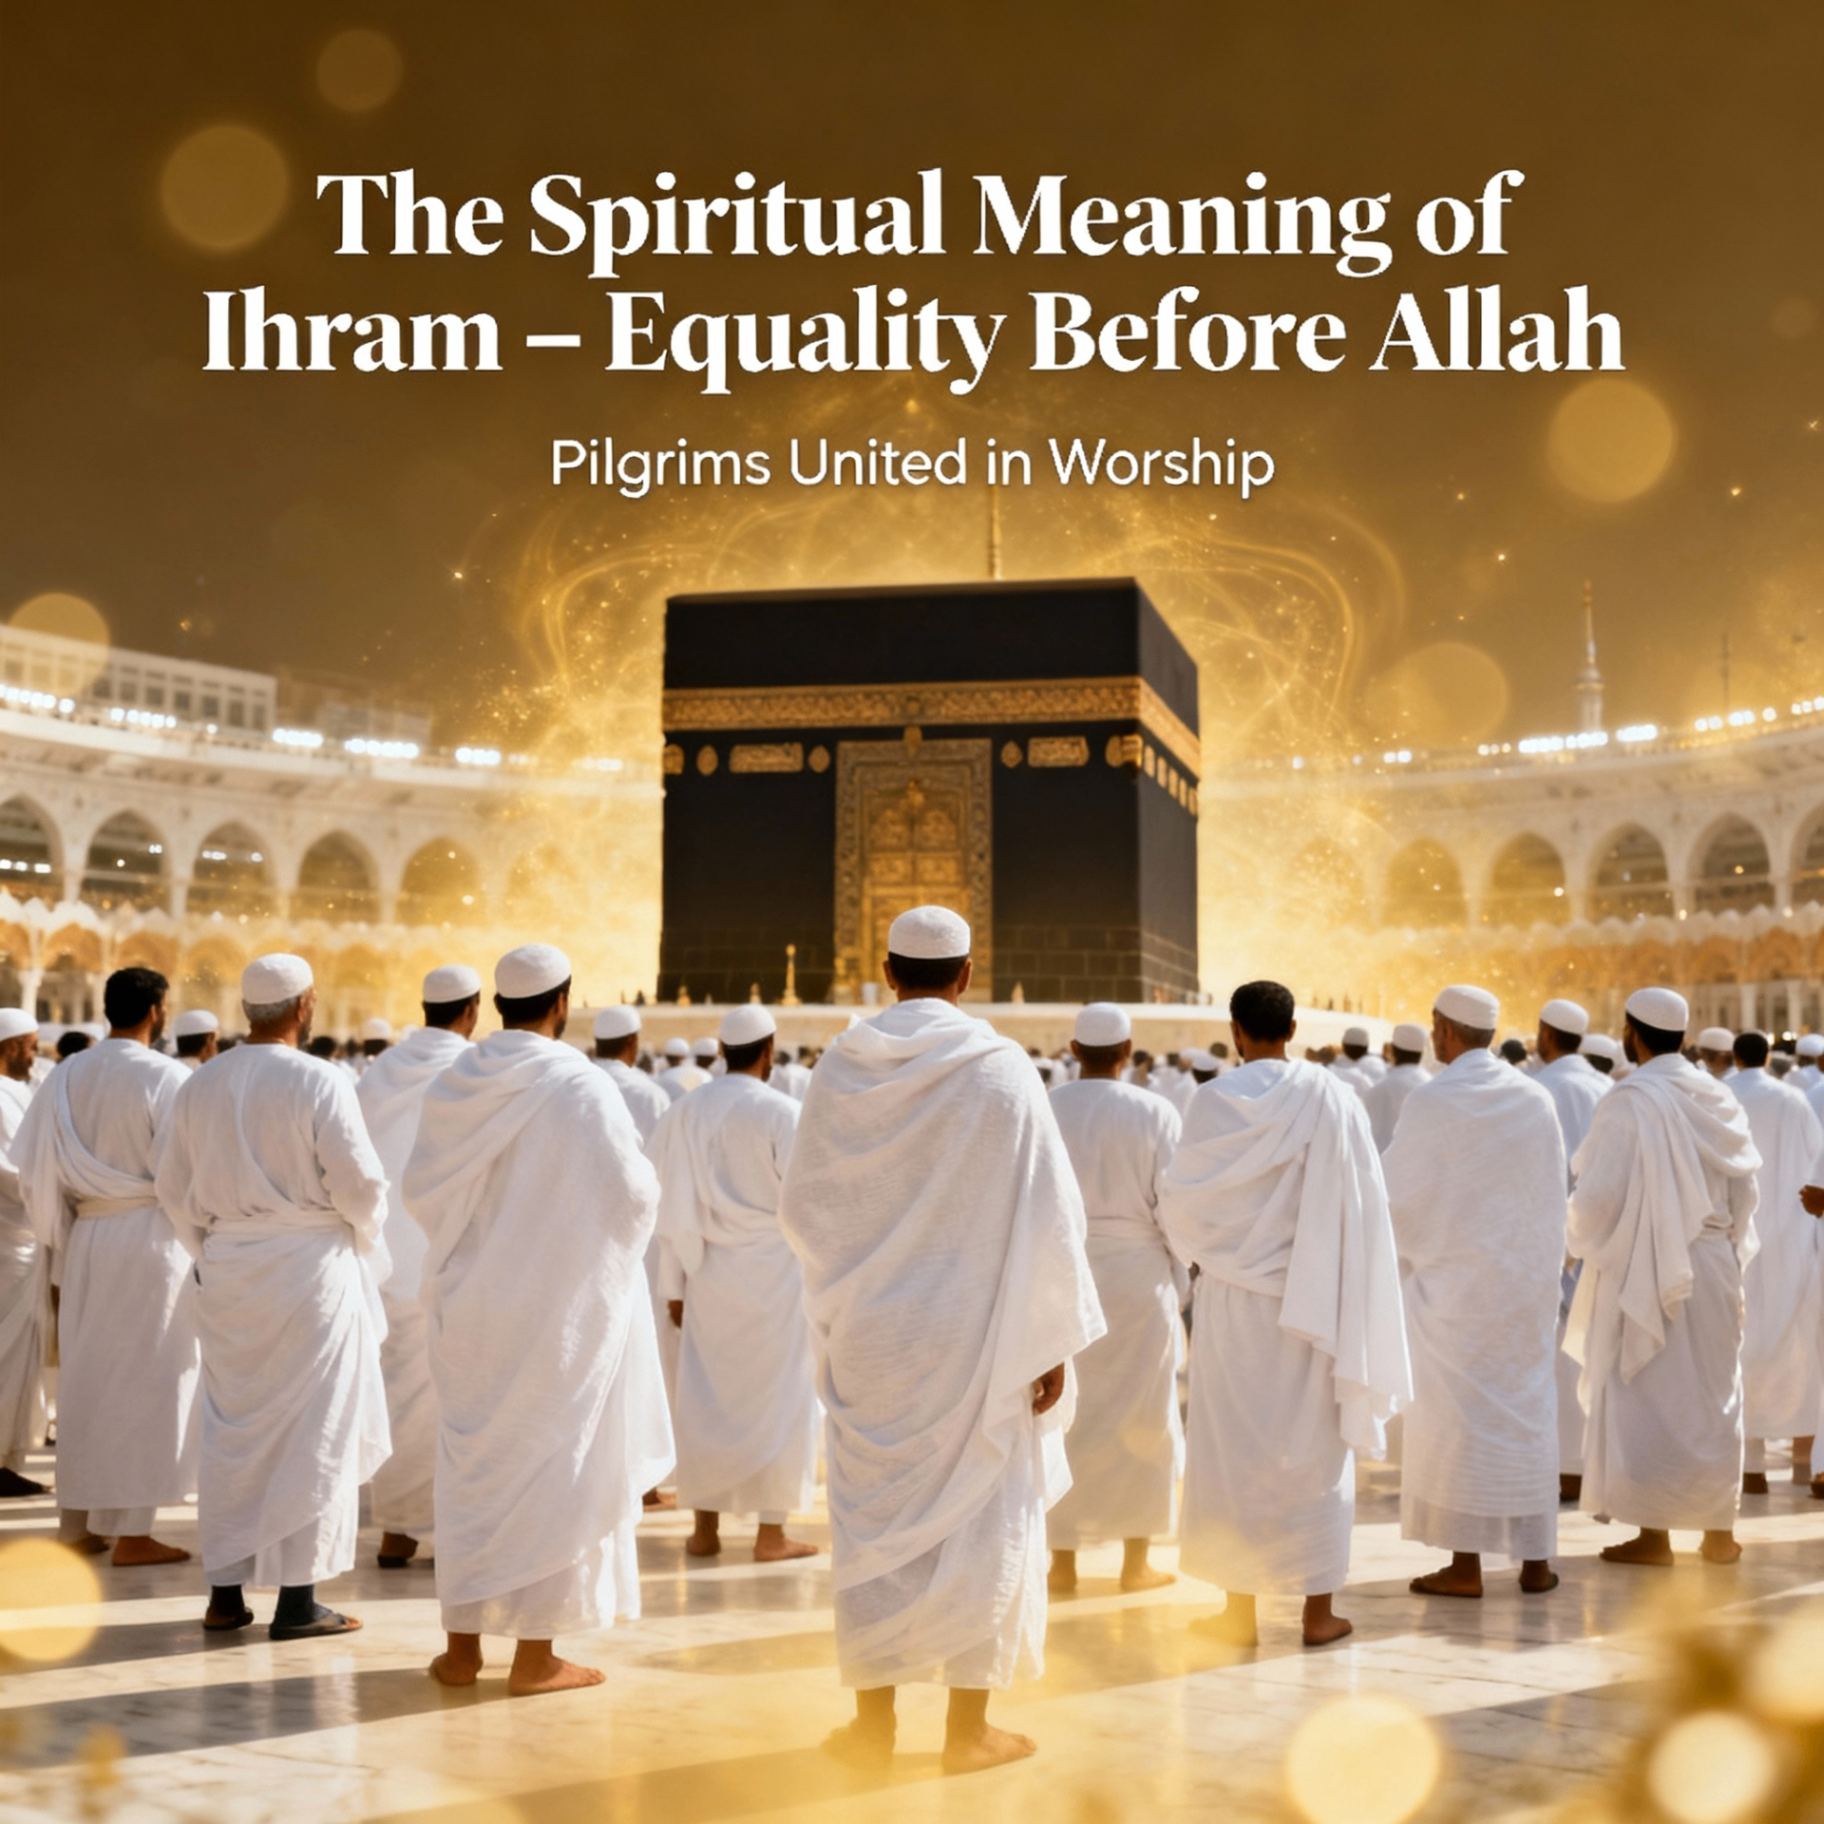 The Spiritual Meaning of
Ihram – Equality Before Allah
Pilgrims United in Worship